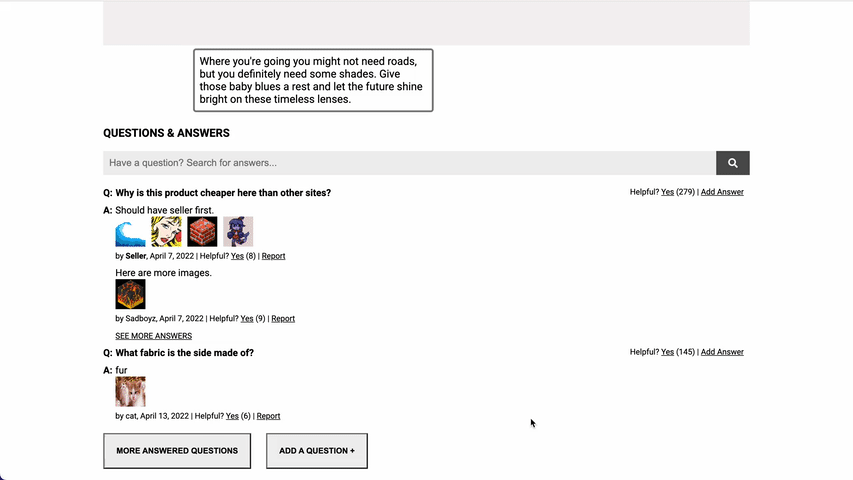 Where you're going you might not need roads,
but you definitely need some shades. Give
those baby blues a rest and let the future shine
bright on these timeless lenses.
QUESTIONS & ANSWERS
Have a question? Search for answers...
Q: Why is this product cheaper here than other sites?
Helpful? Yes (279) | Add Answer
A: Should have seller first.
by Seller, April 7, 2022 | Helpful? Yes (8) | Report
Here are more images.
by Sadboyz, April 7, 2022 | Helpful? Yes (9) | Report
SEE MORE ANSWERS
Q: What fabric is the side made of?
Helpful? Yes (145) | Add Answer
A: fur
by cat, April 13, 2022 | Helpful? Yes (6) | Report
MORE ANSWERED QUESTIONS
ADD A QUESTION +